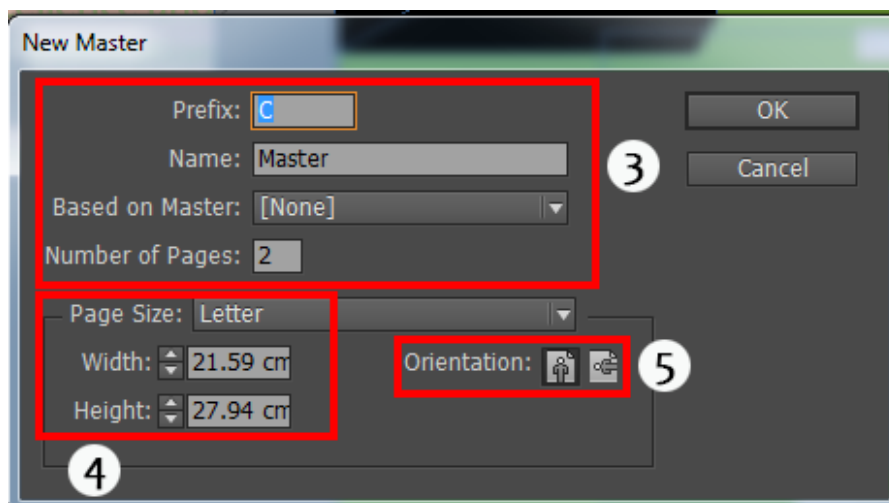 New Master
Prefix: C
OK
Name: Master
3
Cancel
Based on Master: [None]
Number of Pages: 2
Page Size: Letter
Width: 21.59 cm
Orientation:
5
Height: 27.94 cm
4